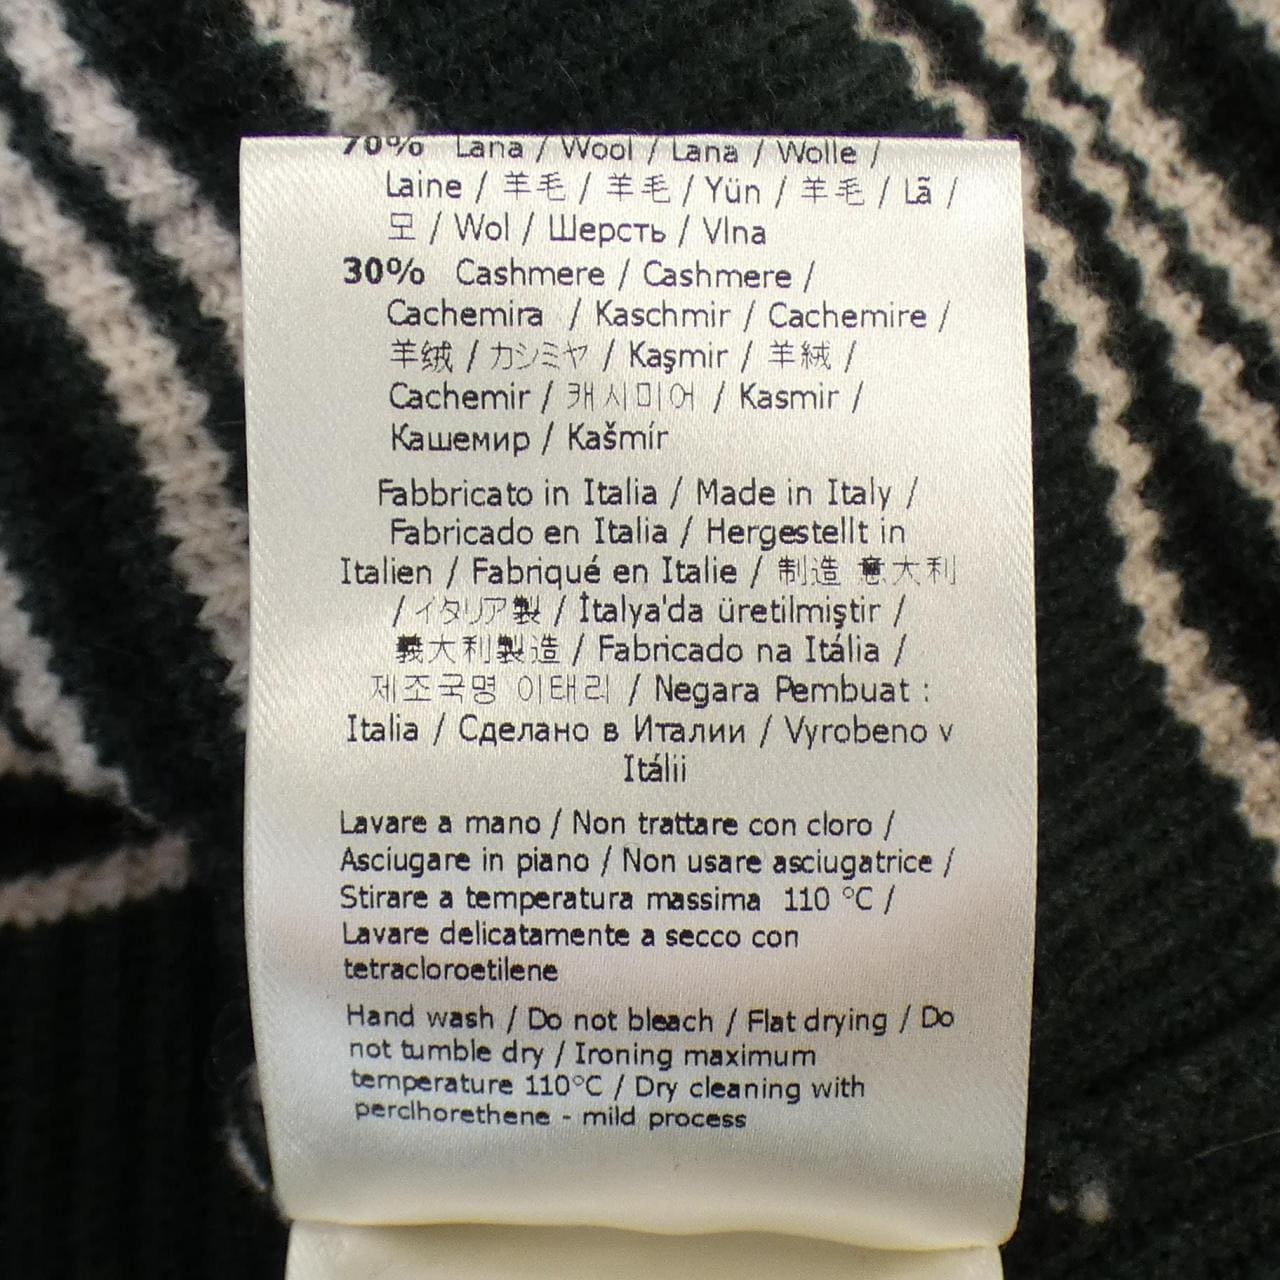 70% Lana / Wool / Lana / Wolle /
Laine / 羊毛 / 羊毛 / Yün / 羊毛 / Lã /
모 / Wol / Шерсть / Vlna
30% Cashmere / Cashmere /
Cachemira / Kaschmir / Cachemire /
羊绒 / カシミヤ / Kaşmir / 羊絨 /
Cachemir / 캐시미어 / Kasmir /
Кашемир / Kašmír
Fabbricato in Italia / Made in Italy /
Fabricado en Italia / Hergestellt in
Italien / Fabriqué en Italie / 制造 意大利
/ イタリア製 / İtalya'da üretilmiştir /
義大利製造 / Fabricado na Itália /
제조국명 이태리 / Negara Pembuat :
Italia / Сделано в Италии / Vyrobeno v
Itálii
Lavare a mano / Non trattare con cloro /
Asciugare in piano / Non usare asciugatrice /
Stirare a temperatura massima 110 °C /
Lavare delicatamente a secco con
tetracloroetilene
Hand wash / Do not bleach / Flat drying / Do
not tumble dry / Ironing maximum
temperature 110°C / Dry cleaning with
perclhorethene - mild process